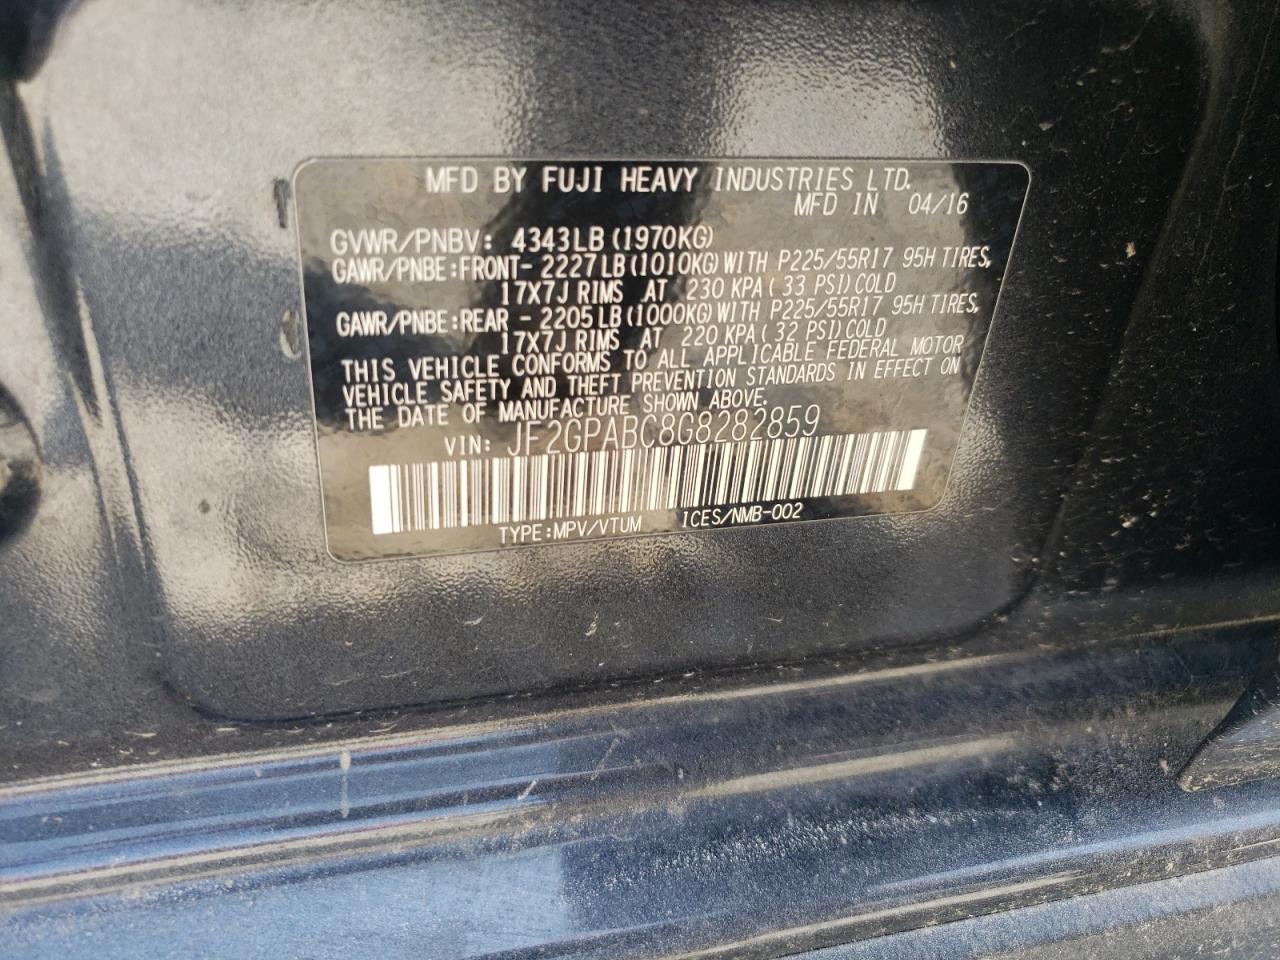 MFD BY FUJI HEAVY INDUSTRIES LTD.
MFD IN 04/16
GVWR/PNBV: 4343LB (1970KG)
GAWR/PNBE:FRONT- 2227LB (1010KG) WITH P225/55R17 95H TIRES,
17X7J RIMS AT 230 KPA (33 PSI) COLD
GAWR/PNBE:REAR - 2205LB (1000KG) WITH P225/55R17 95H TIRES,
17X7J RIMS AT 220 KPA (32 PSI) COLD
THIS VEHICLE CONFORMS TO ALL APPLICABLE FEDERAL MOTOR
VEHICLE SAFETY AND THEFT PREVENTION STANDARDS IN EFFECT ON
THE DATE OF MANUFACTURE SHOWN ABOVE.
VIN: JF2GPABC8G8282859
TYPE:MPV/VTUM ICES/NMB-002